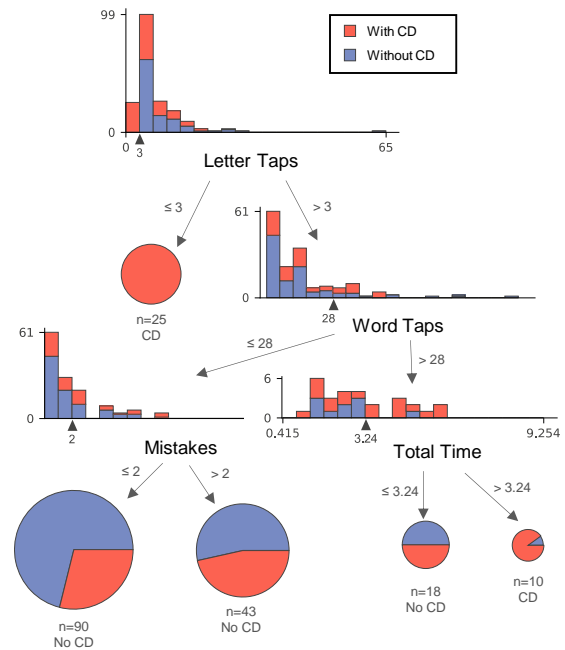 99
With CD
Without CD
0
0
3
65
Letter Taps
≤ 3
> 3
61
0
n=25
CD
28
Word Taps
61
≤ 28
> 28
6
0
0
2
0.415
3.24
9.254
Mistakes
Total Time
≤ 2
> 2
≤ 3.24
> 3.24
n=90
No CD
n=43
No CD
n=18
No CD
n=10
CD